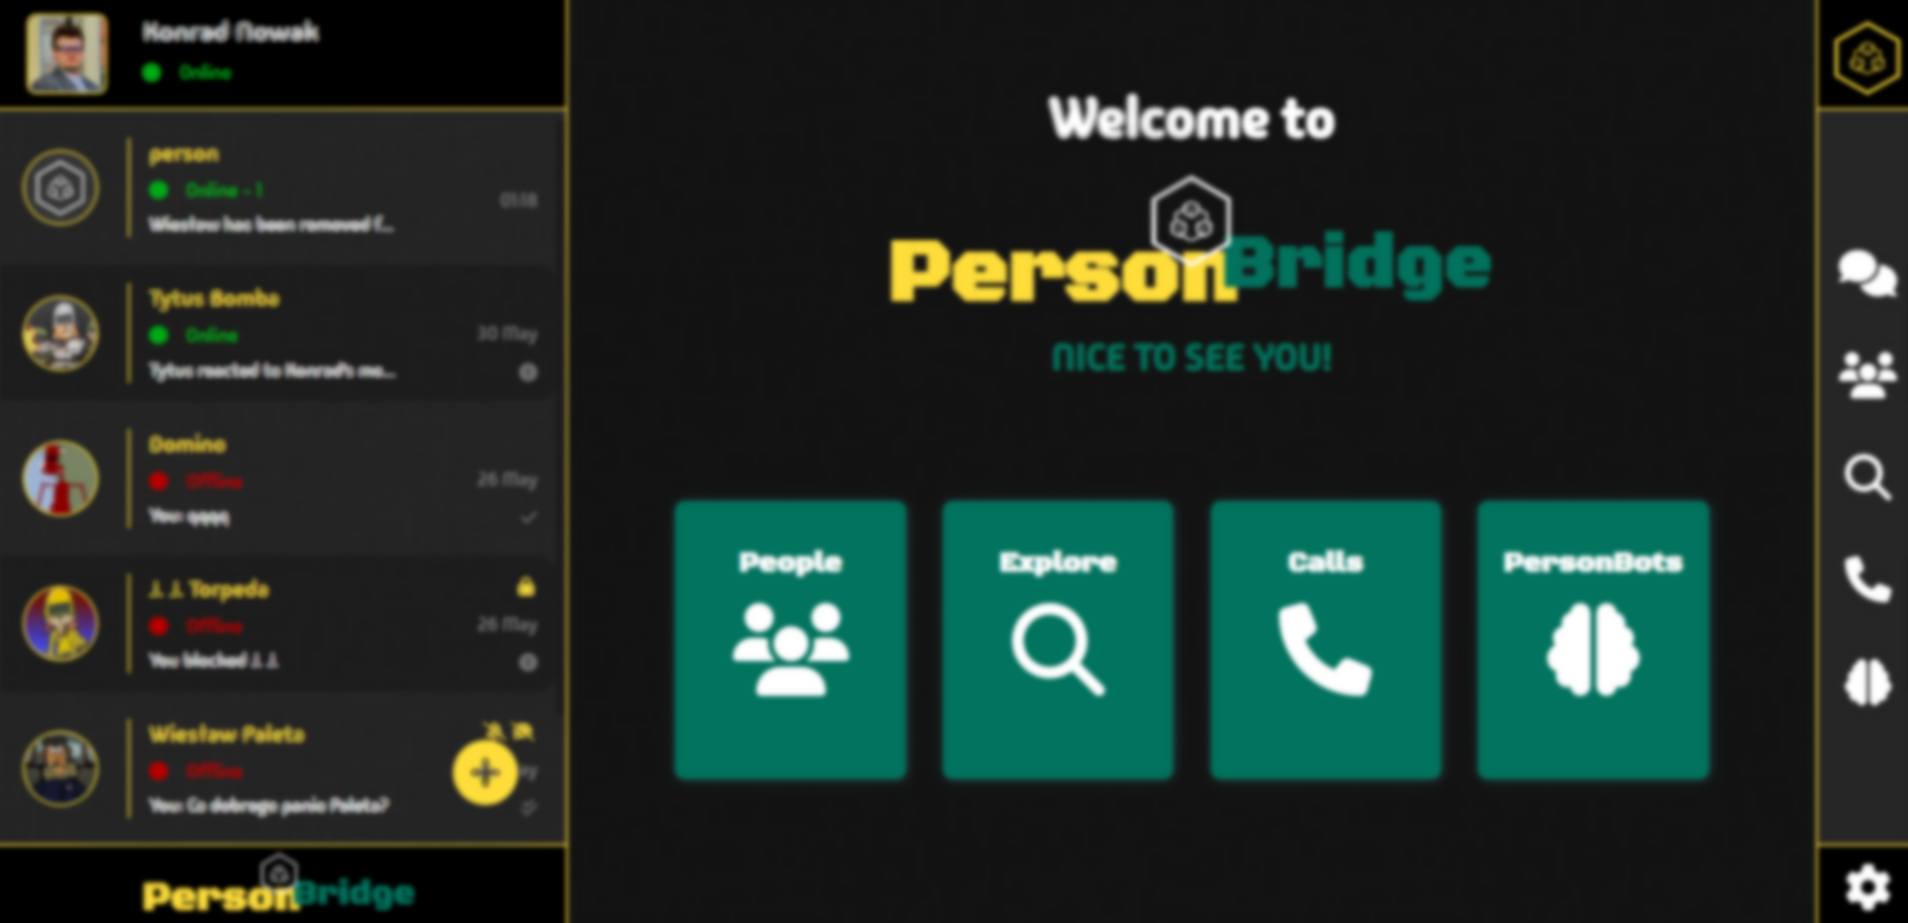 Konrad Nowak
Online
person
Online - 1
01:18
Wiesław has been removed f...
Tytus Bomba
Online
30 May
Tytus reacted to Konrad's me...
Domino
Offline
26 May
You: qqqq
J. J. Torpeda
Offline
26 May
You blocked J. J.
Wiesław Paleta
Offline
You: Co dobrego panie Paleta?
PersonBridge
Welcome to
PersonBridge
NICE TO SEE YOU!
People
Explore
Calls
PersonBots